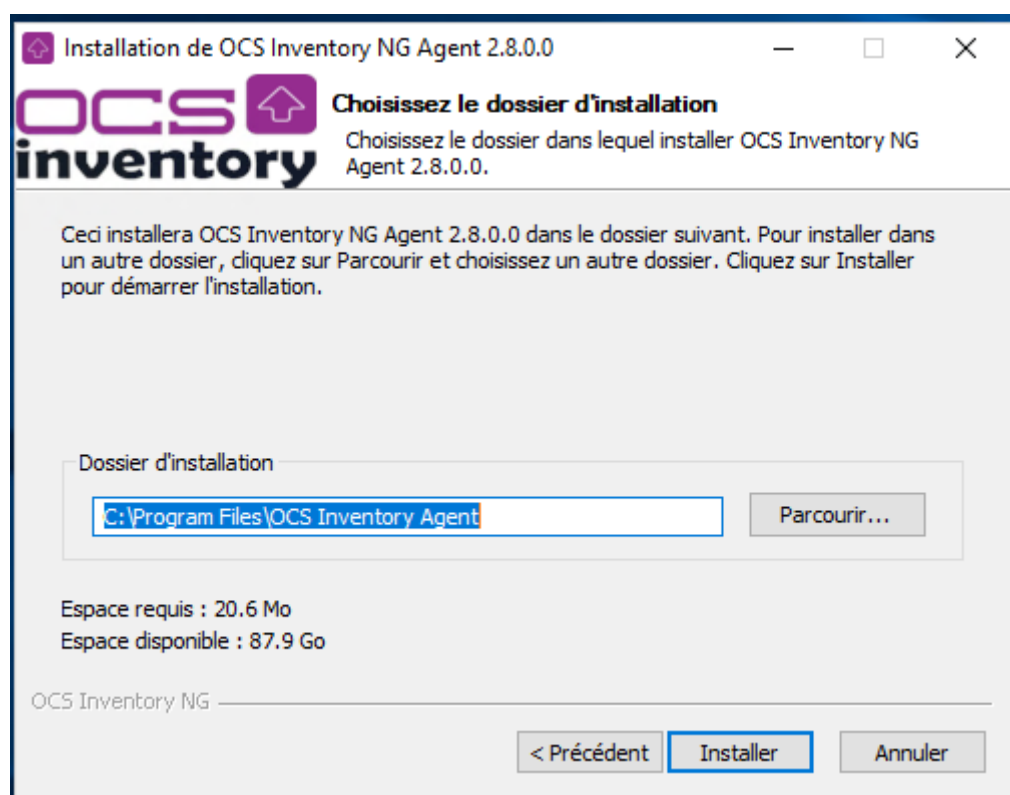 Installation de OCS Inventory NG Agent 2.8.0.0
OCS
inventory
Choisissez le dossier d'installation
Choisissez le dossier dans lequel installer OCS Inventory NG
Agent 2.8.0.0.
Ceci installera OCS Inventory NG Agent 2.8.0.0 dans le dossier suivant. Pour installer dans
un autre dossier, cliquez sur Parcourir et choisissez un autre dossier. Cliquez sur Installer
pour démarrer l'installation.
Dossier d'installation
C:\Program Files\OCS Inventory Agent
Parcourir...
Espace requis : 20.6 Mo
Espace disponible : 87.9 Go
OCS Inventory NG
< Précédent
Installer
Annuler